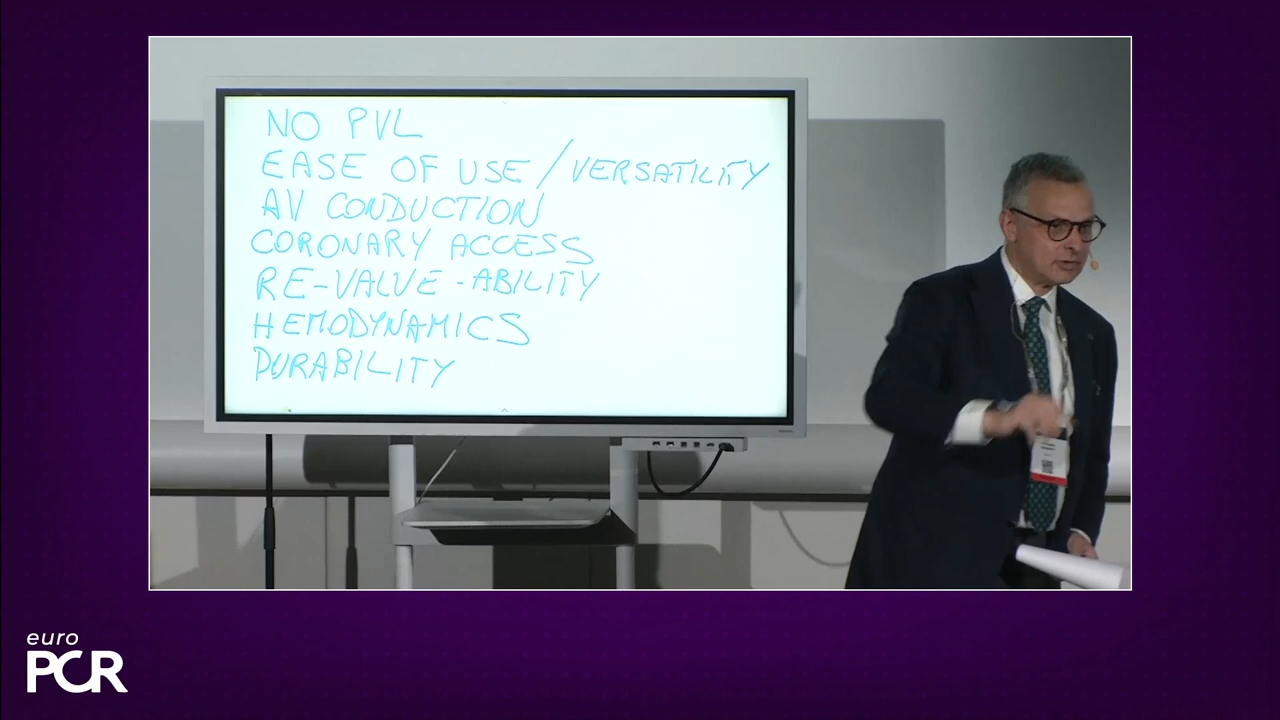 NO PVL
EASE OF USE / VERSATILITY
AV CONDUCTION
CORONARY ACCESS
RE-VALVE-ABILITY
HEMODYNAMICS
DURABILITY
euro
PCR